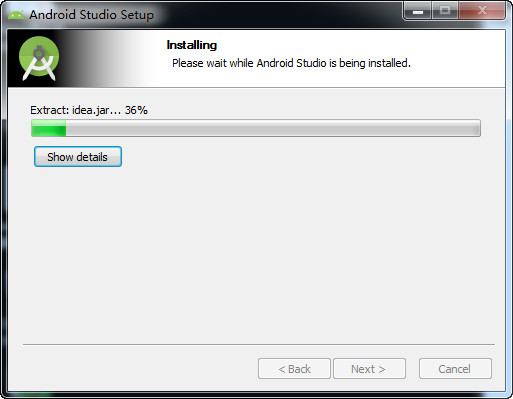 Android Studio Setup
Installing
Please wait while Android Studio is being installed.
Extract: idea.jar... 36%
Show details
< Back
Next >
Cancel